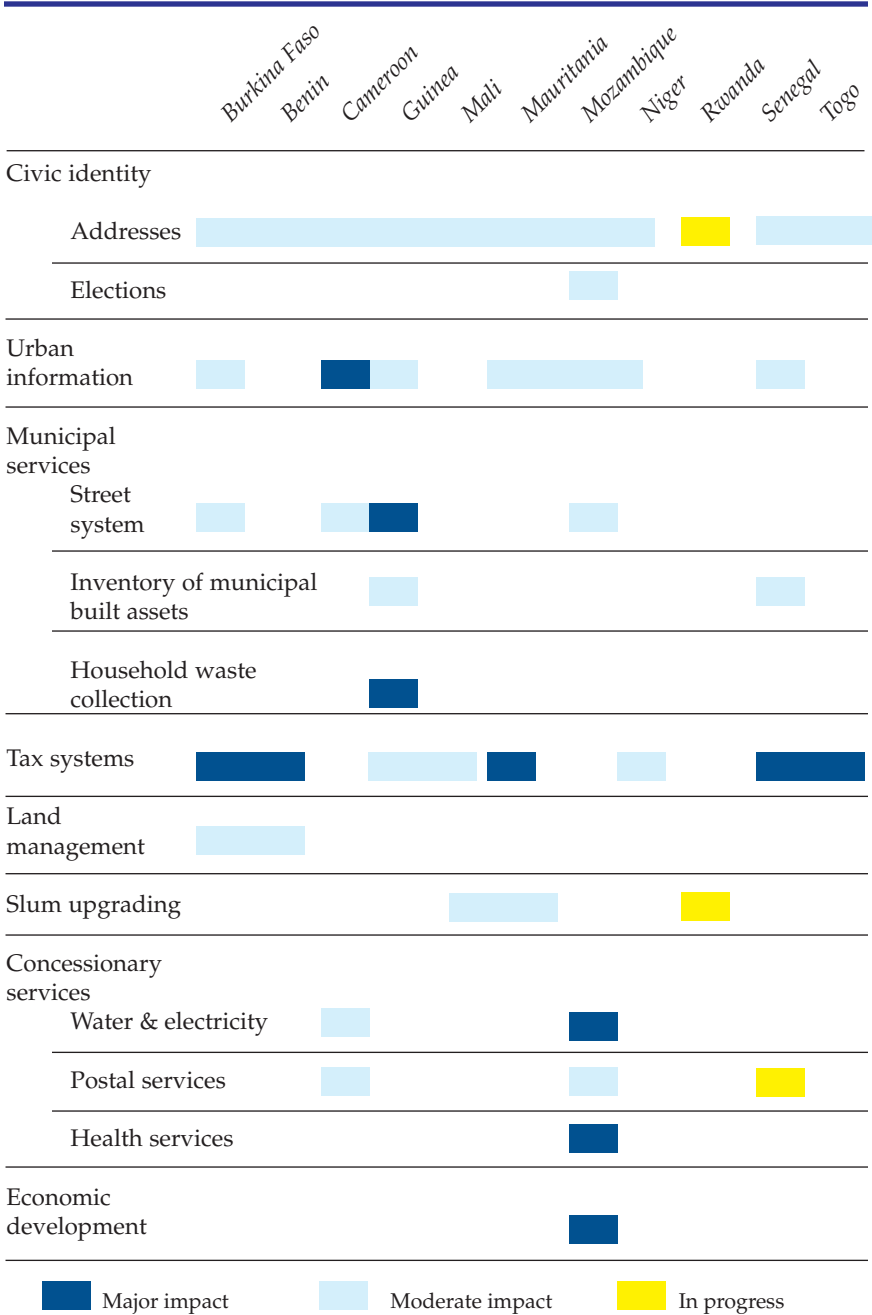 Burkina Faso
Benin
Cameroon
Guinea
Mali
Mauritania
Mozambique
Niger
Rwanda
Senegal
Togo
Civic identity
Addresses
Elections
Urban
information
Municipal
services
Street
system
Inventory of municipal
built assets
Household waste
collection
Tax systems
Land
management
Slum upgrading
Concessionary
services
Water & electricity
Postal services
Health services
Economic
development
Major impact
Moderate impact
In progress